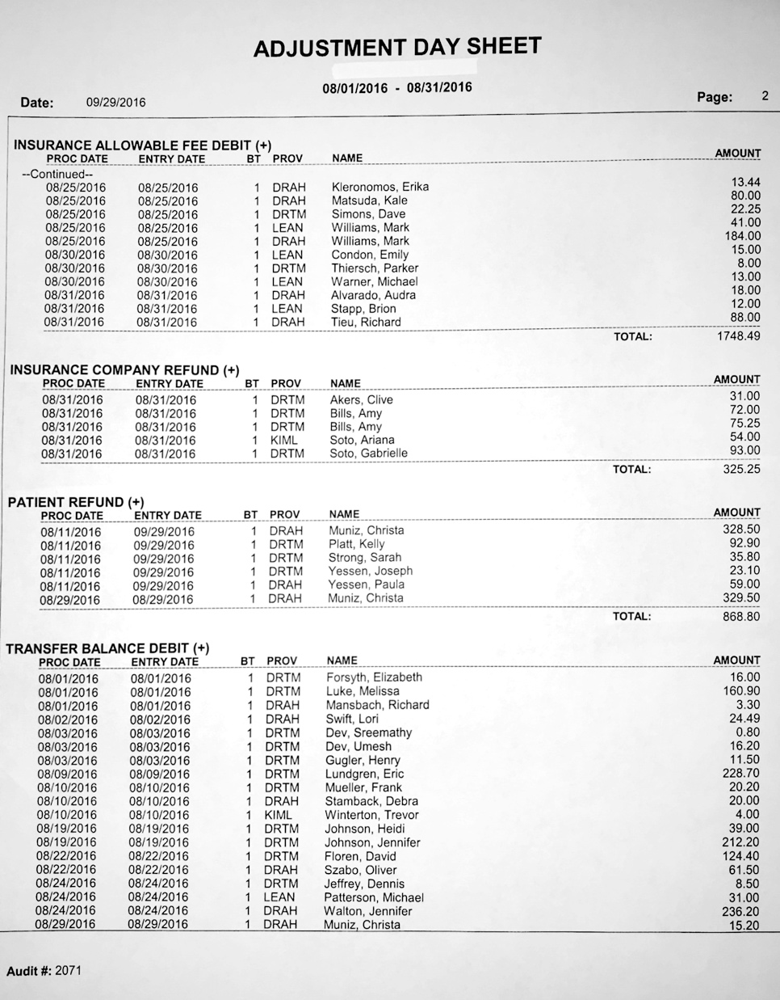 ADJUSTMENT DAY SHEET
08/01/2016 - 08/31/2016
Date: 09/29/2016 Page: 2
INSURANCE ALLOWABLE FEE DEBIT (+)
PROC DATE ENTRY DATE BT PROV NAME AMOUNT
--Continued--
08/25/2016 08/25/2016 1 DRAH Kleronomos, Erika 13.44
08/25/2016 08/25/2016 1 DRAH Matsuda, Kale 80.00
08/25/2016 08/25/2016 1 DRTM Simons, Dave 22.25
08/25/2016 08/25/2016 1 LEAN Williams, Mark 41.00
08/25/2016 08/25/2016 1 DRAH Williams, Mark 184.00
08/30/2016 08/30/2016 1 LEAN Condon, Emily 15.00
08/30/2016 08/30/2016 1 DRTM Thiersch, Parker 8.00
08/30/2016 08/30/2016 1 LEAN Warner, Michael 13.00
08/31/2016 08/31/2016 1 DRAH Alvarado, Audra 18.00
08/31/2016 08/31/2016 1 LEAN Stapp, Brion 12.00
08/31/2016 08/31/2016 1 DRAH Tieu, Richard 88.00
TOTAL: 1748.49
INSURANCE COMPANY REFUND (+)
PROC DATE ENTRY DATE BT PROV NAME AMOUNT
08/31/2016 08/31/2016 1 DRTM Akers, Clive 31.00
08/31/2016 08/31/2016 1 DRTM Bills, Amy 72.00
08/31/2016 08/31/2016 1 DRTM Bills, Amy 75.25
08/31/2016 08/31/2016 1 KIML Soto, Ariana 54.00
08/31/2016 08/31/2016 1 DRTM Soto, Gabrielle 93.00
TOTAL: 325.25
PATIENT REFUND (+)
PROC DATE ENTRY DATE BT PROV NAME AMOUNT
08/11/2016 09/29/2016 1 DRAH Muniz, Christa 328.50
08/11/2016 09/29/2016 1 DRTM Platt, Kelly 92.90
08/11/2016 09/29/2016 1 DRTM Strong, Sarah 35.80
08/11/2016 09/29/2016 1 DRTM Yessen, Joseph 23.10
08/11/2016 09/29/2016 1 DRAH Yessen, Paula 59.00
08/29/2016 08/29/2016 1 DRAH Muniz, Christa 329.50
TOTAL: 868.80
TRANSFER BALANCE DEBIT (+)
PROC DATE ENTRY DATE BT PROV NAME AMOUNT
08/01/2016 08/01/2016 1 DRTM Forsyth, Elizabeth 16.00
08/01/2016 08/01/2016 1 DRTM Luke, Melissa 160.90
08/01/2016 08/01/2016 1 DRAH Mansbach, Richard 3.30
08/02/2016 08/02/2016 1 DRAH Swift, Lori 24.49
08/03/2016 08/03/2016 1 DRTM Dev, Sreemathy 0.80
08/03/2016 08/03/2016 1 DRTM Dev, Umesh 16.20
08/03/2016 08/03/2016 1 DRTM Gugler, Henry 11.50
08/09/2016 08/09/2016 1 DRTM Lundgren, Eric 228.70
08/10/2016 08/10/2016 1 DRTM Mueller, Frank 20.20
08/10/2016 08/10/2016 1 DRAH Stamback, Debra 20.00
08/10/2016 08/10/2016 1 KIML Winterton, Trevor 4.00
08/19/2016 08/19/2016 1 DRTM Johnson, Heidi 39.00
08/19/2016 08/19/2016 1 DRTM Johnson, Jennifer 212.20
08/22/2016 08/22/2016 1 DRTM Floren, David 124.40
08/22/2016 08/22/2016 1 DRAH Szabo, Oliver 61.50
08/24/2016 08/24/2016 1 DRTM Jeffrey, Dennis 8.50
08/24/2016 08/24/2016 1 LEAN Patterson, Michael 31.00
08/24/2016 08/24/2016 1 DRAH Walton, Jennifer 236.20
08/29/2016 08/29/2016 1 DRAH Muniz, Christa 15.20
Audit #: 2071